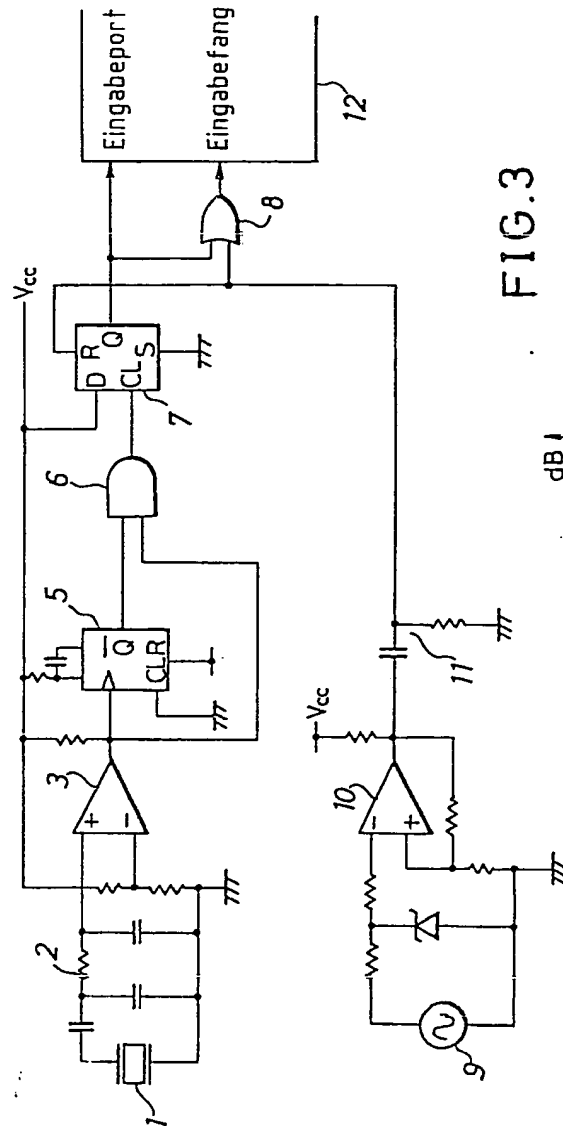 Eingabeport
Eingabefang
12
8
Vcc
D
R
Q
CL
S
7
6
5
Q̅
CLR
3
+
−
2
1
Vcc
11
10
−
+
9
FIG.3
dB